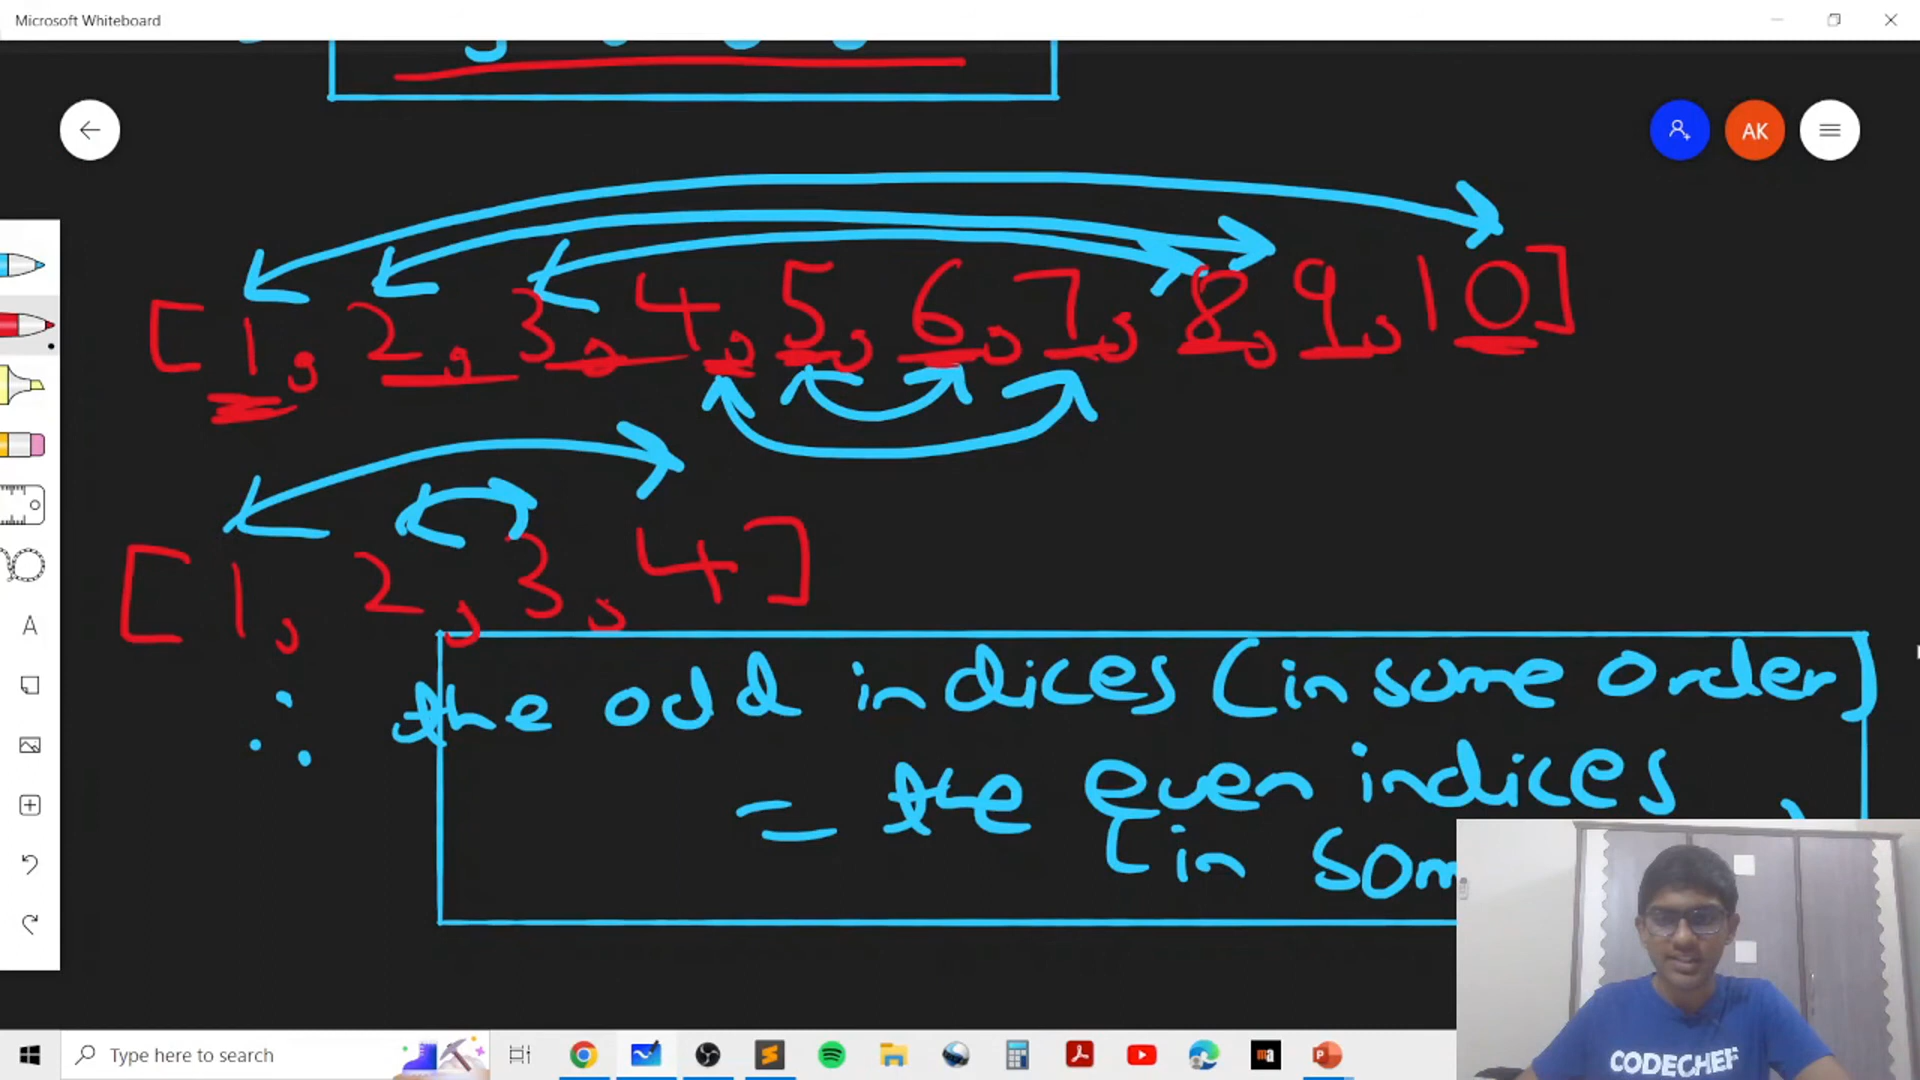 Microsoft Whiteboard
AK
[1, 2, 3, 4, 5, 6, 7, 8, 9, 10]
[1, 2, 3, 4]
∴ the odd indices (in some order)
= the even indices
(in som
A
CODECHEF
Type here to search
ma